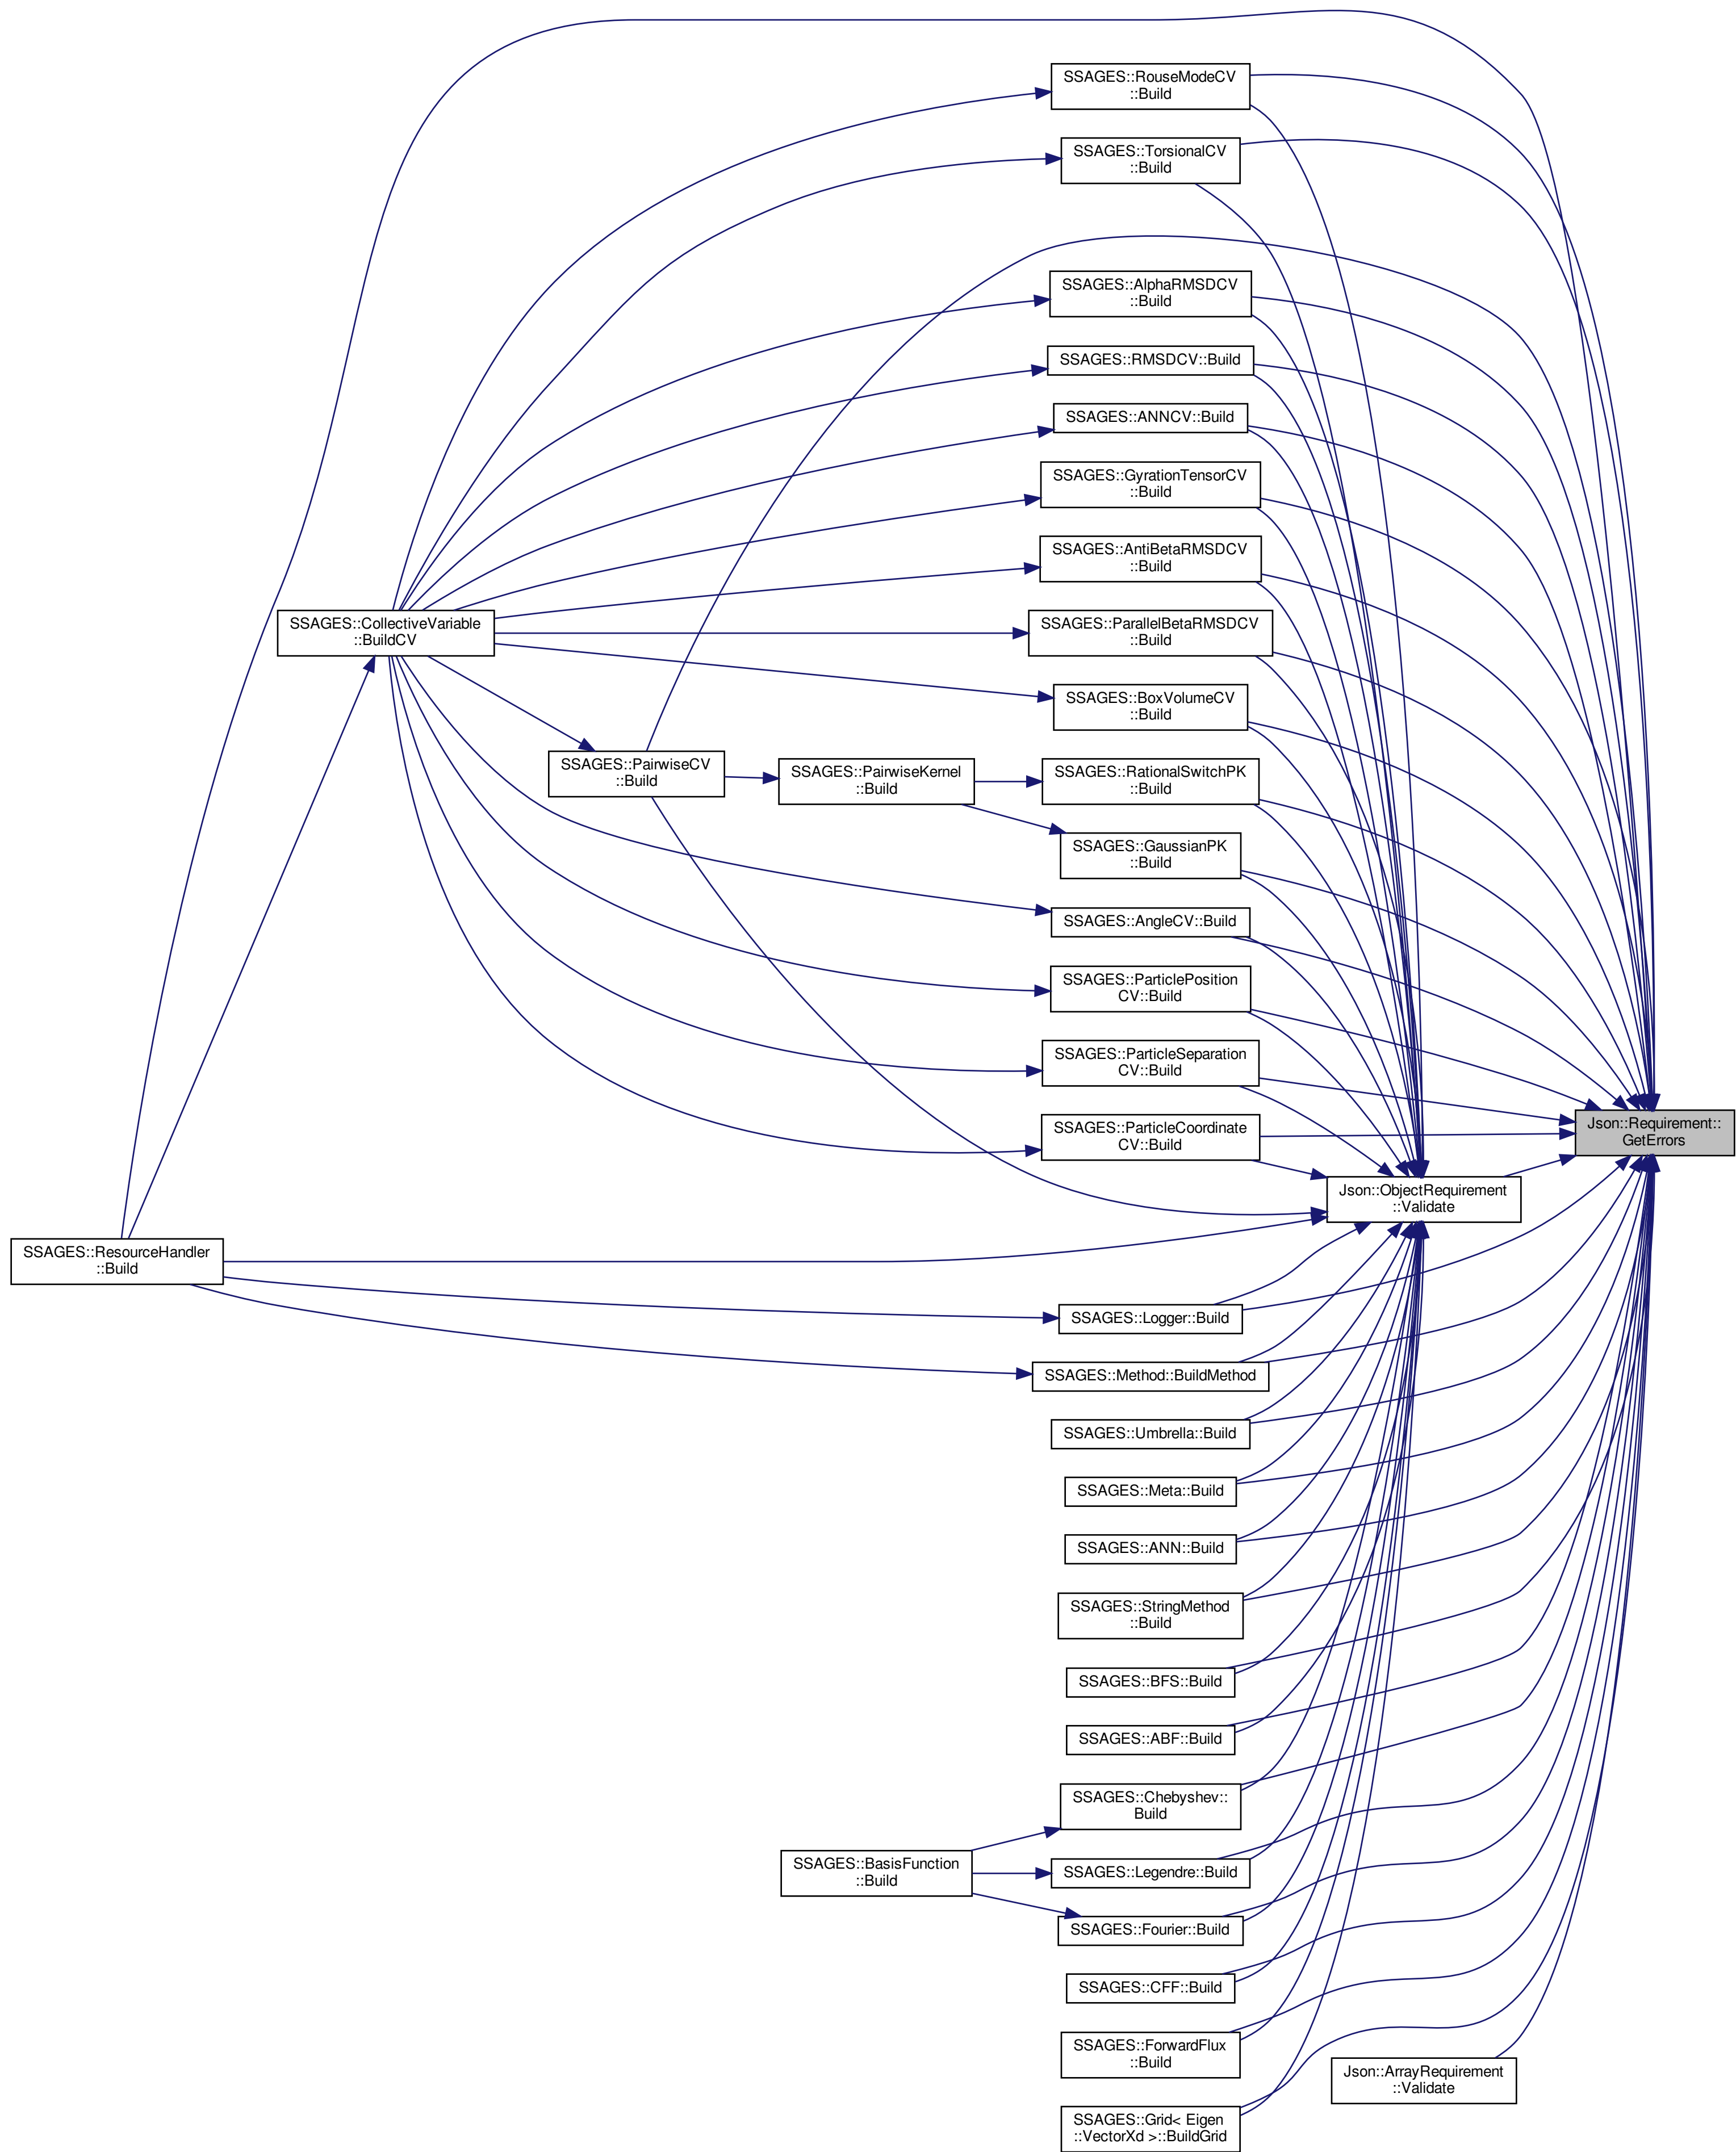 SSAGES::RouseModeCV
::Build
SSAGES::TorsionalCV
::Build
SSAGES::AlphaRMSDCV
::Build
SSAGES::RMSDCV::Build
SSAGES::ANNCV::Build
SSAGES::GyrationTensorCV
::Build
SSAGES::AntiBetaRMSDCV
::Build
SSAGES::CollectiveVariable
::BuildCV
SSAGES::ParallelBetaRMSDCV
::Build
SSAGES::BoxVolumeCV
::Build
SSAGES::PairwiseCV
::Build
SSAGES::PairwiseKernel
::Build
SSAGES::RationalSwitchPK
::Build
SSAGES::GaussianPK
::Build
SSAGES::AngleCV::Build
SSAGES::ParticlePosition
CV::Build
SSAGES::ParticleSeparation
CV::Build
SSAGES::ParticleCoordinate
CV::Build
Json::Requirement::
GetErrors
Json::ObjectRequirement
::Validate
SSAGES::ResourceHandler
::Build
SSAGES::Logger::Build
SSAGES::Method::BuildMethod
SSAGES::Umbrella::Build
SSAGES::Meta::Build
SSAGES::ANN::Build
SSAGES::StringMethod
::Build
SSAGES::BFS::Build
SSAGES::ABF::Build
SSAGES::Chebyshev::
Build
SSAGES::BasisFunction
::Build
SSAGES::Legendre::Build
SSAGES::Fourier::Build
SSAGES::CFF::Build
SSAGES::ForwardFlux
::Build
Json::ArrayRequirement
::Validate
SSAGES::Grid< Eigen
::VectorXd >::BuildGrid